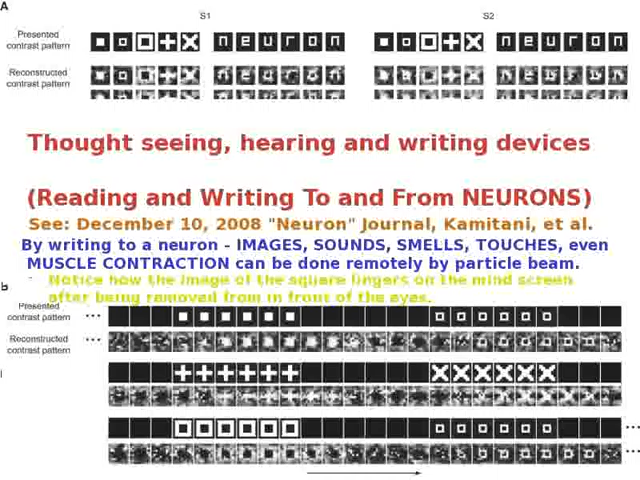 A
S1 S2
Presented
contrast pattern
neuron neuron
Reconstructed
contrast pattern
neuron neuron
Thought seeing, hearing and writing devices
(Reading and Writing To and From NEURONS)
See: December 10, 2008 "Neuron" Journal, Kamitani, et al.
By writing to a neuron - IMAGES, SOUNDS, SMELLS, TOUCHES, even
MUSCLE CONTRACTION can be done remotely by particle beam.
Notice how the image of the square lingers on the mind screen
after being removed from in front of the eyes.
Presented
contrast pattern
Reconstructed
contrast pattern